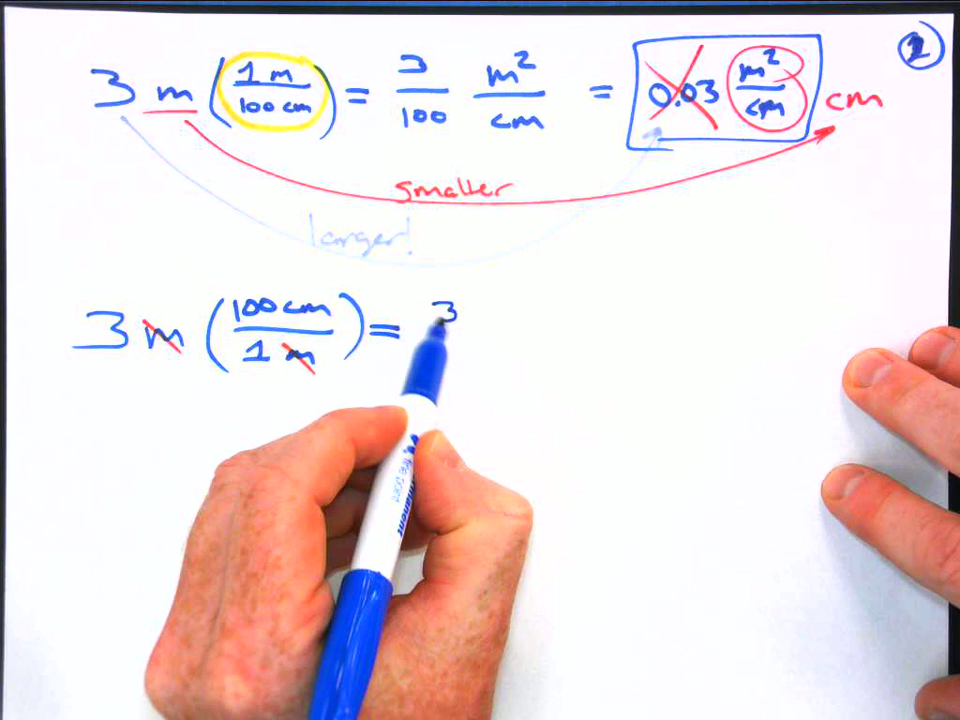 2
3 m (1 m / 100 cm) = 3/100 m²/cm = 0.03 m²/cm cm
smaller
larger!
3 m (100 cm / 1 m) = 3